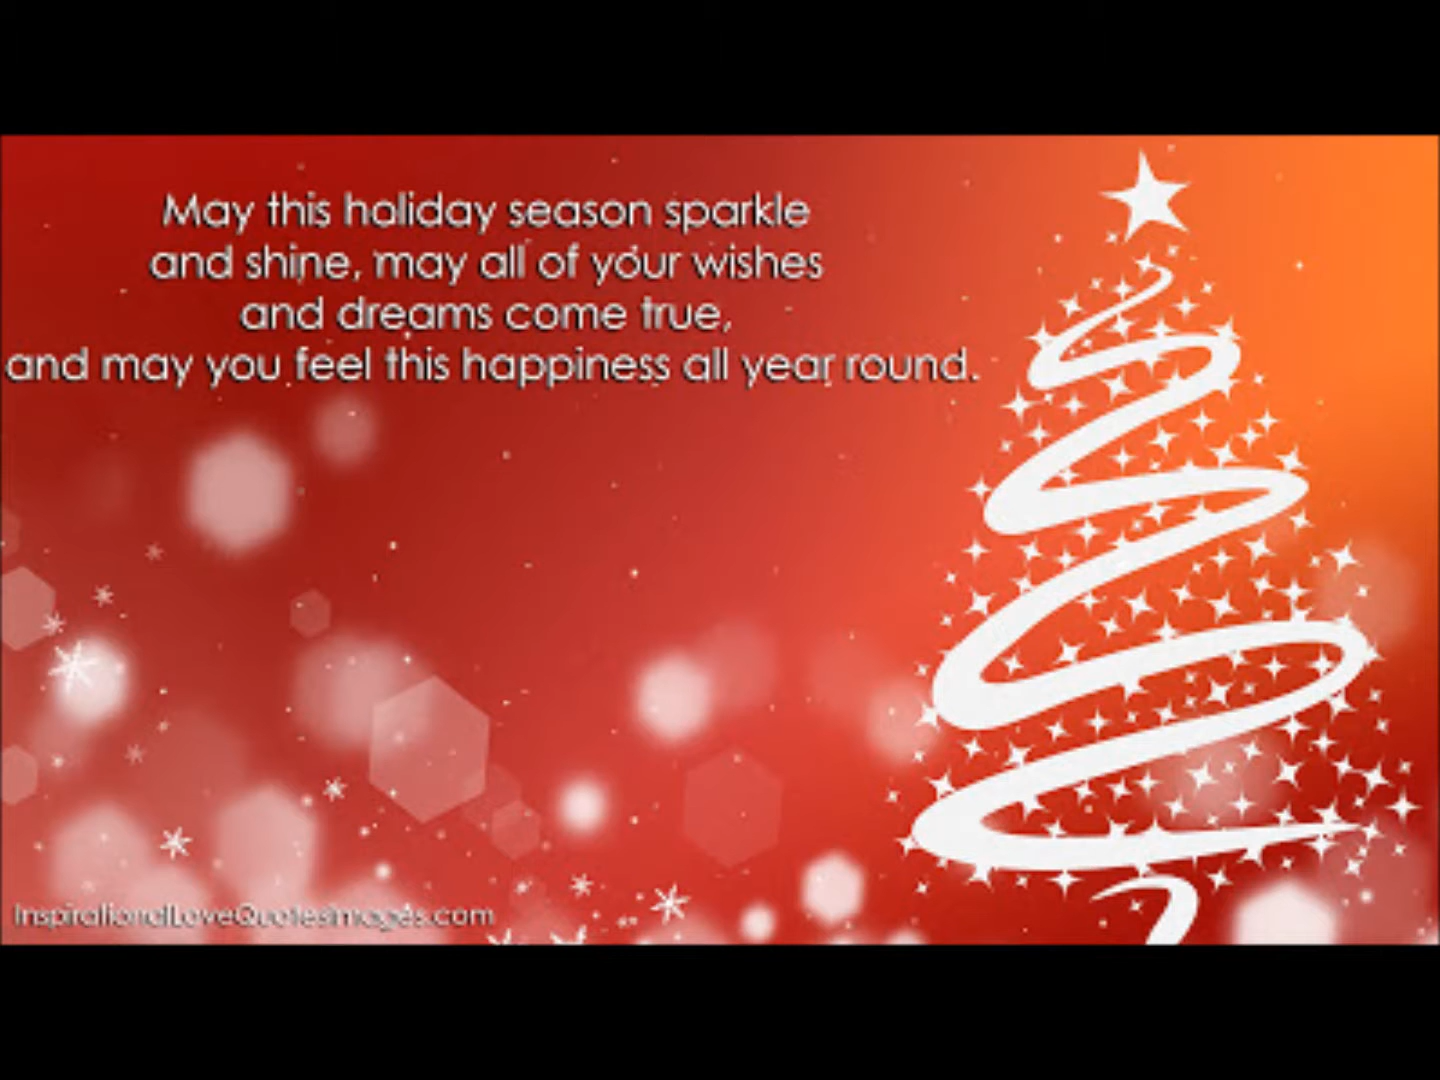 May this holiday season sparkle
and shine, may all of your wishes
and dreams come true,
and may you feel this happiness all year round.
InspirationalLoveQuotesImages.com